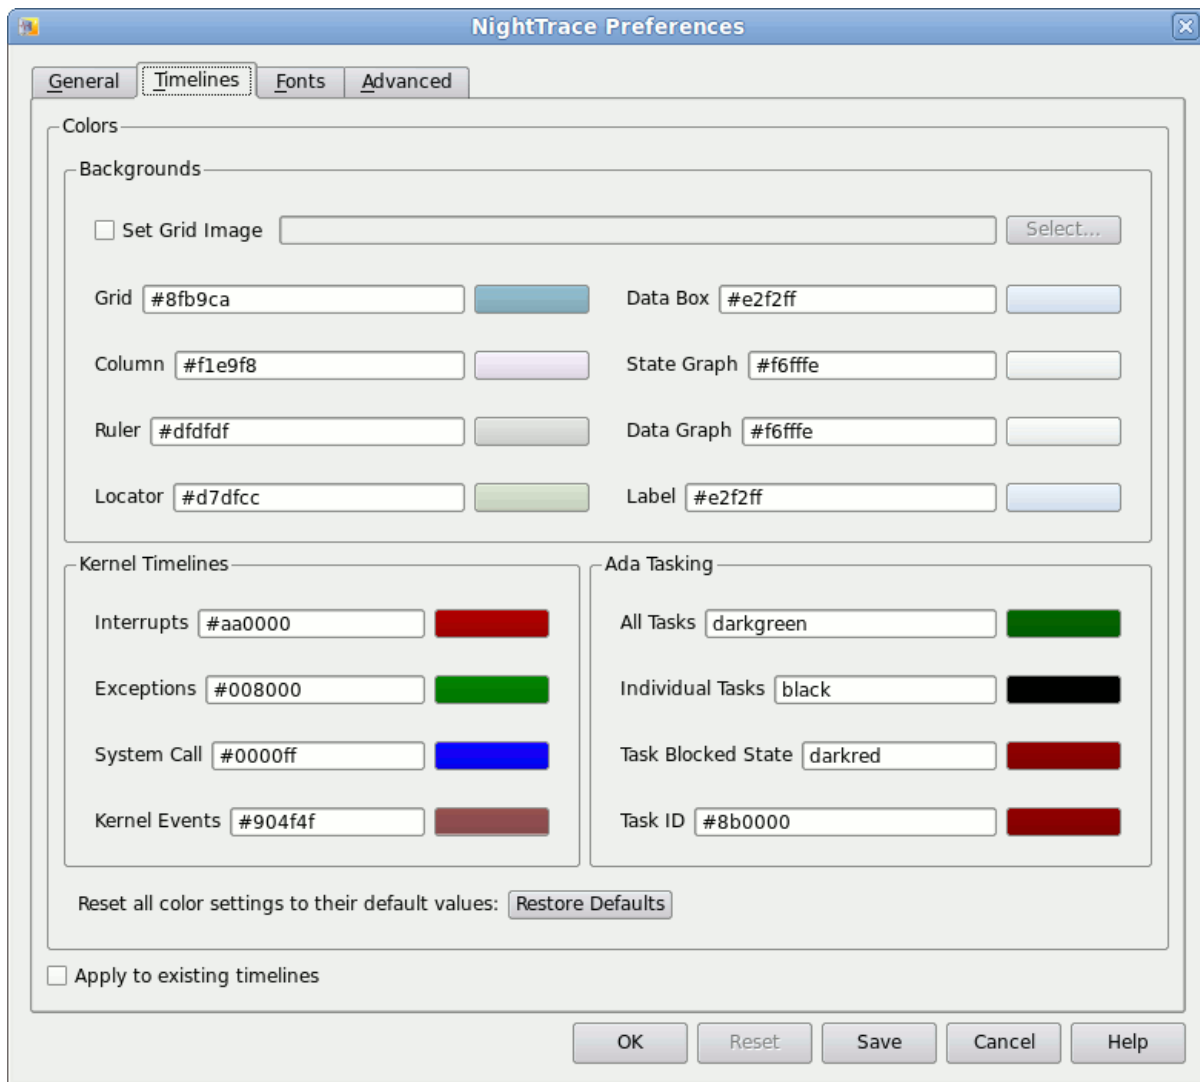 NightTrace Preferences
General Timelines Fonts Advanced
Colors
Backgrounds
Set Grid Image Select...
Grid #8fb9ca Data Box #e2f2ff
Column #f1e9f8 State Graph #f6fffe
Ruler #dfdfdf Data Graph #f6fffe
Locator #d7dfcc Label #e2f2ff
Kernel Timelines Ada Tasking
Interrupts #aa0000 All Tasks darkgreen
Exceptions #008000 Individual Tasks black
System Call #0000ff Task Blocked State darkred
Kernel Events #904f4f Task ID #8b0000
Reset all color settings to their default values: Restore Defaults
Apply to existing timelines
OK Reset Save Cancel Help